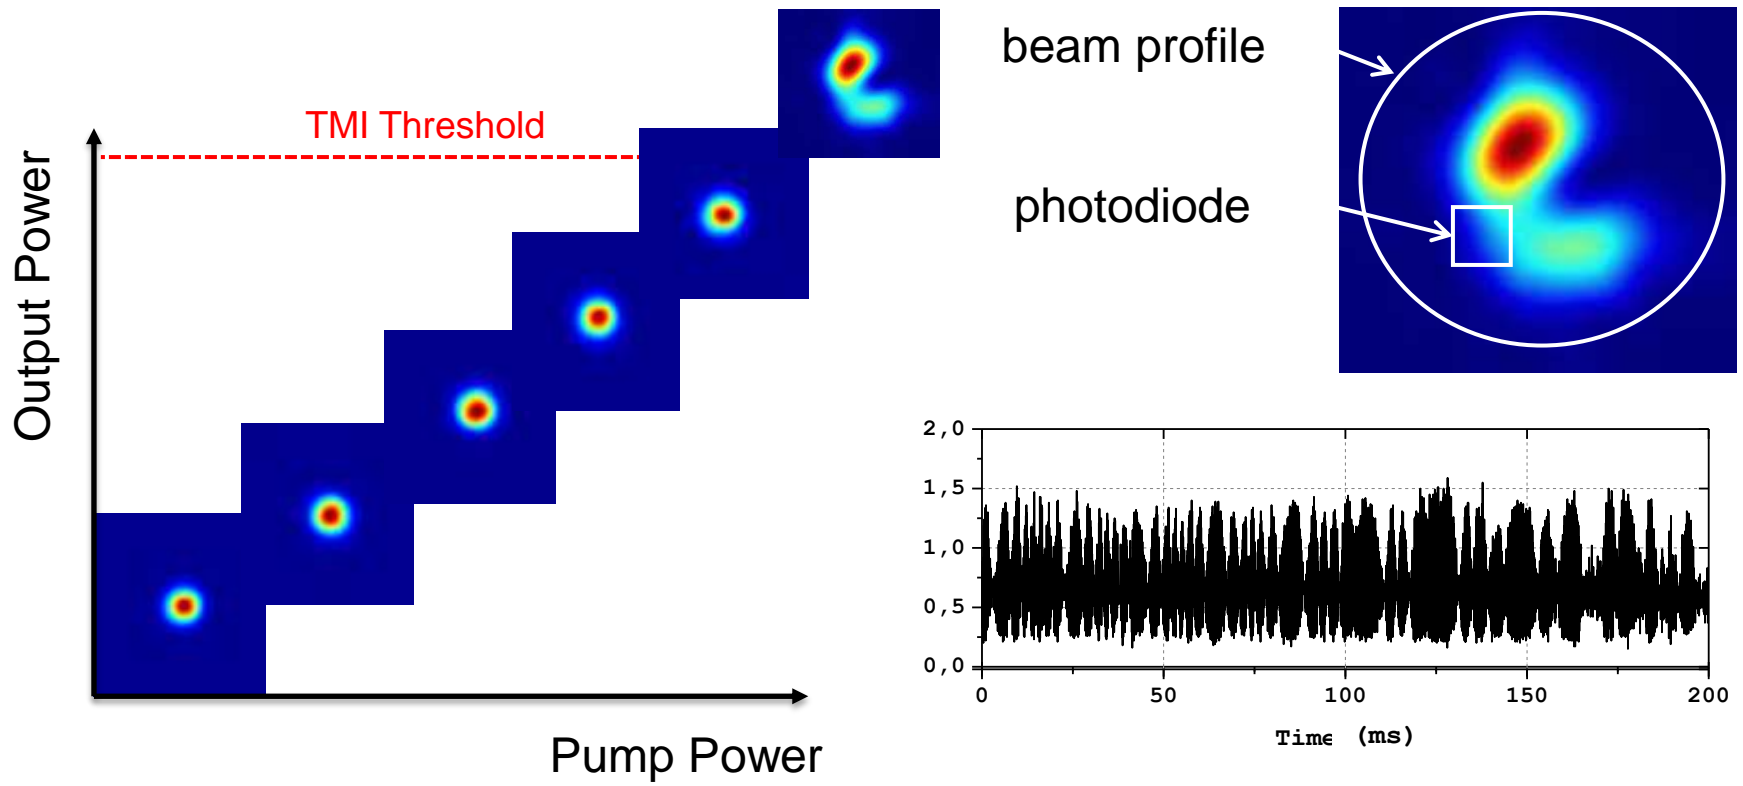 TMI Threshold
Output Power
Pump Power
beam profile
photodiode
2,0
1,5
1,0
0,5
0,0
0 50 100 150 200
Time (ms)